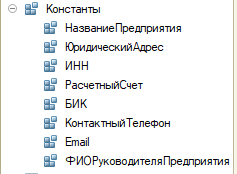 Константы
НазваниеПредприятия
ЮридическийАдрес
ИНН
РасчетныйСчет
БИК
КонтактныйТелефон
Email
ФИОРуководителяПредприятия